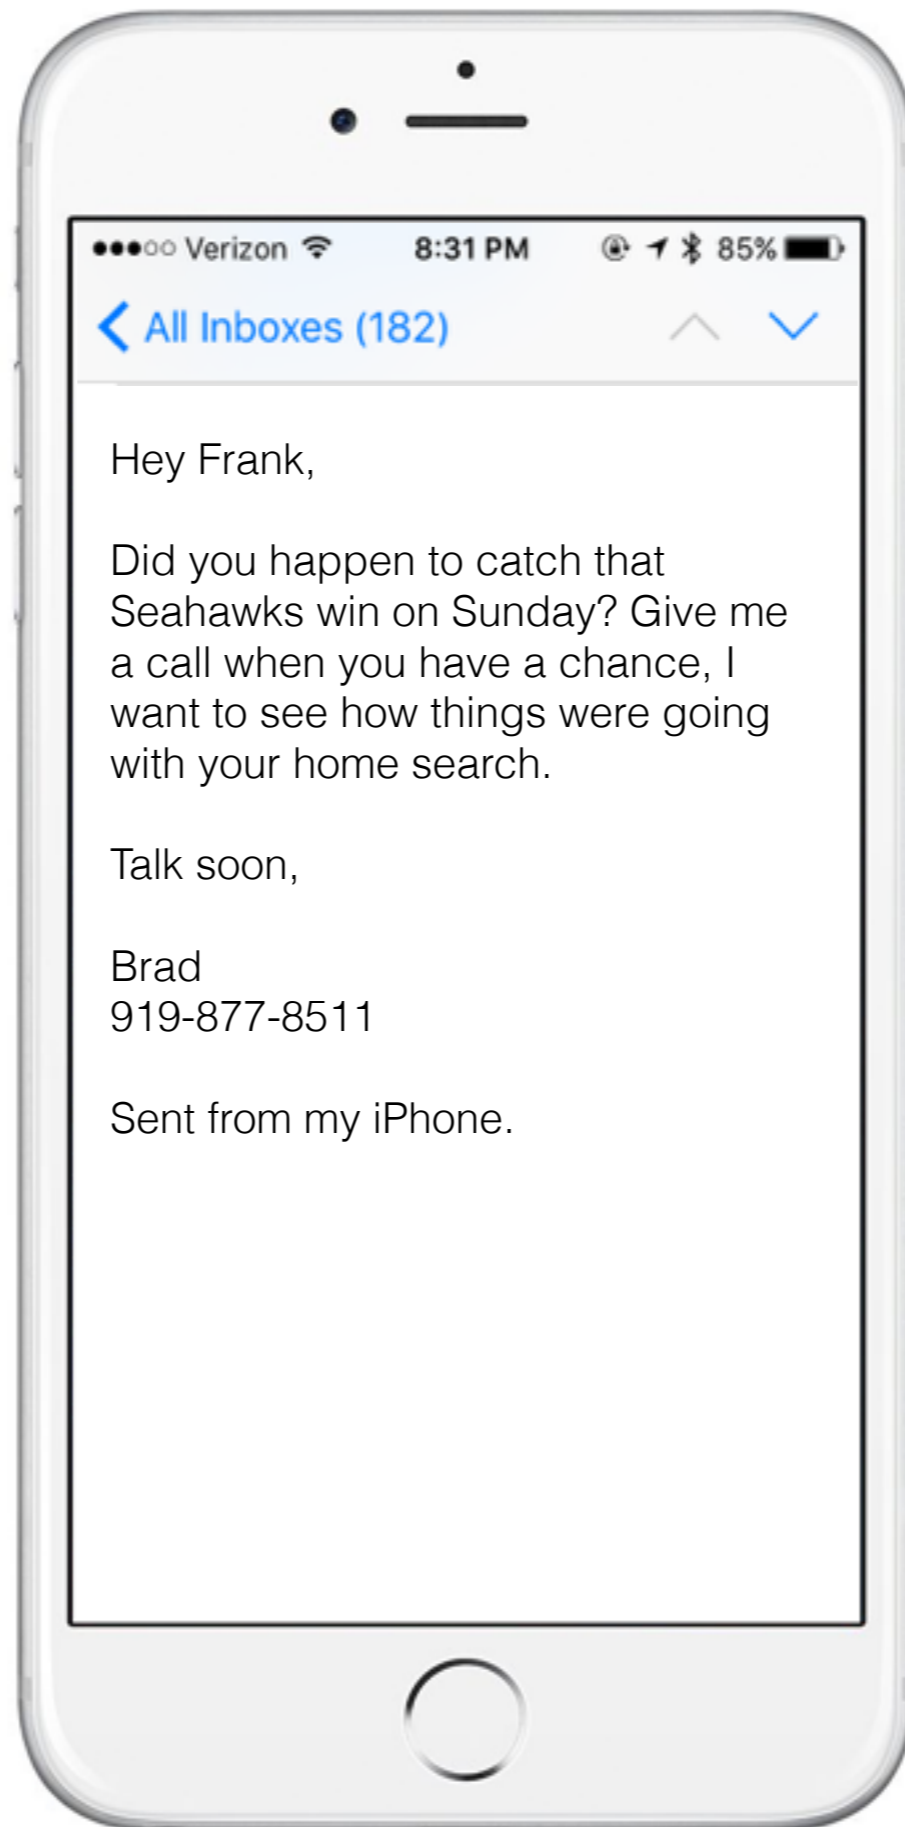 Verizon 8:31 PM 85%
All Inboxes (182)
Hey Frank,
Did you happen to catch that
Seahawks win on Sunday? Give me
a call when you have a chance, I
want to see how things were going
with your home search.
Talk soon,
Brad
919-877-8511
Sent from my iPhone.